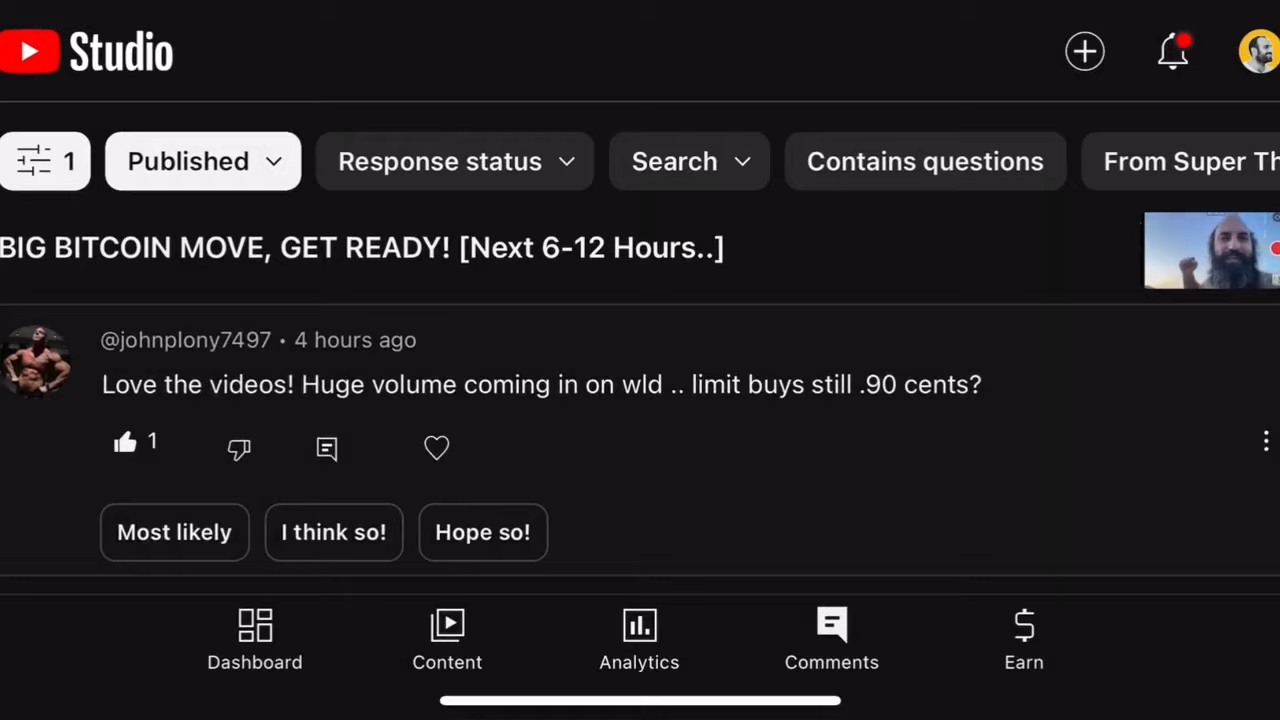 Studio
1
Published
Response status
Search
Contains questions
From Super Th
BIG BITCOIN MOVE, GET READY! [Next 6-12 Hours..]
@johnplony7497 • 4 hours ago
Love the videos! Huge volume coming in on wld .. limit buys still .90 cents?
1
Most likely
I think so!
Hope so!
Dashboard
Content
Analytics
Comments
Earn